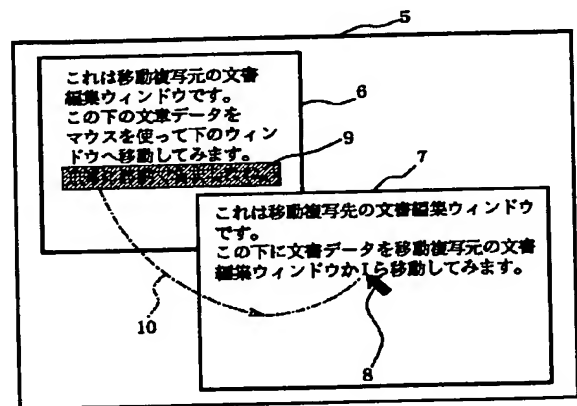 5
これは移動複写元の文書
編集ウィンドウです。
この下の文章データを
マウスを使って下のウィン
ドウへ移動してみます。
6
9
7
これは移動複写先の文書編集ウィンドウ
です。
この下に文書データを移動複写元の文書
編集ウィンドウかIら移動してみます。
10
8